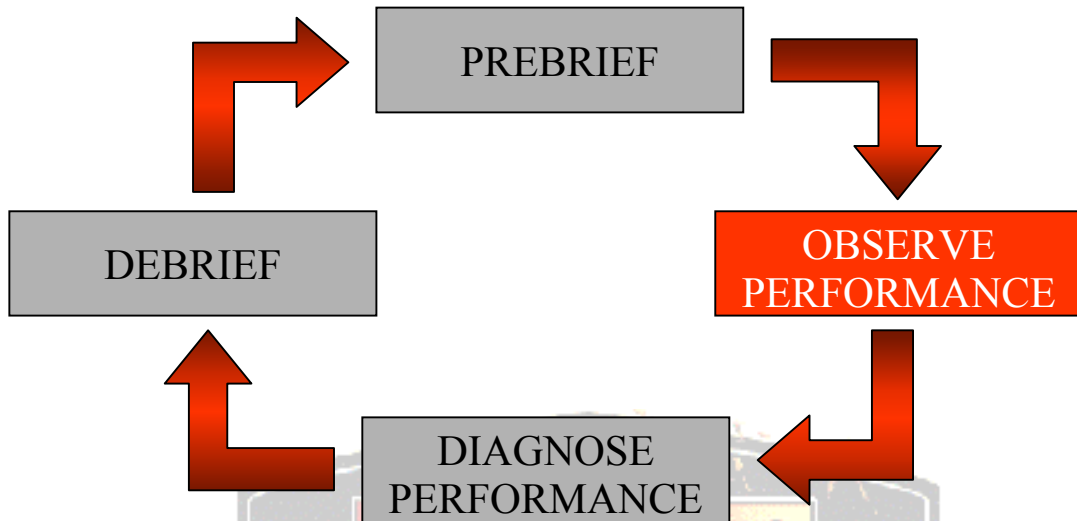 PREBRIEF
DEBRIEF
OBSERVE
PERFORMANCE
DIAGNOSE
PERFORMANCE